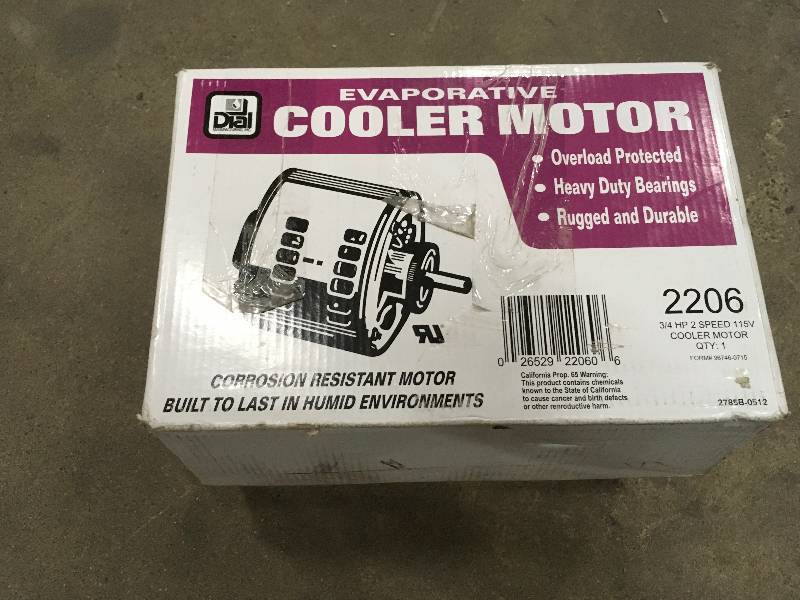 Dial
EVAPORATIVE
COOLER MOTOR
• Overload Protected
• Heavy Duty Bearings
• Rugged and Durable
2206
3/4 HP 2 SPEED 115V
COOLER MOTOR
QTY: 1
FORM# 98746-0715
0 26529 22060 6
California Prop. 65 Warning:
This product contains chemicals
known to the State of California
to cause cancer and birth defects
or other reproductive harm.
2785B-0512
CORROSION RESISTANT MOTOR
BUILT TO LAST IN HUMID ENVIRONMENTS